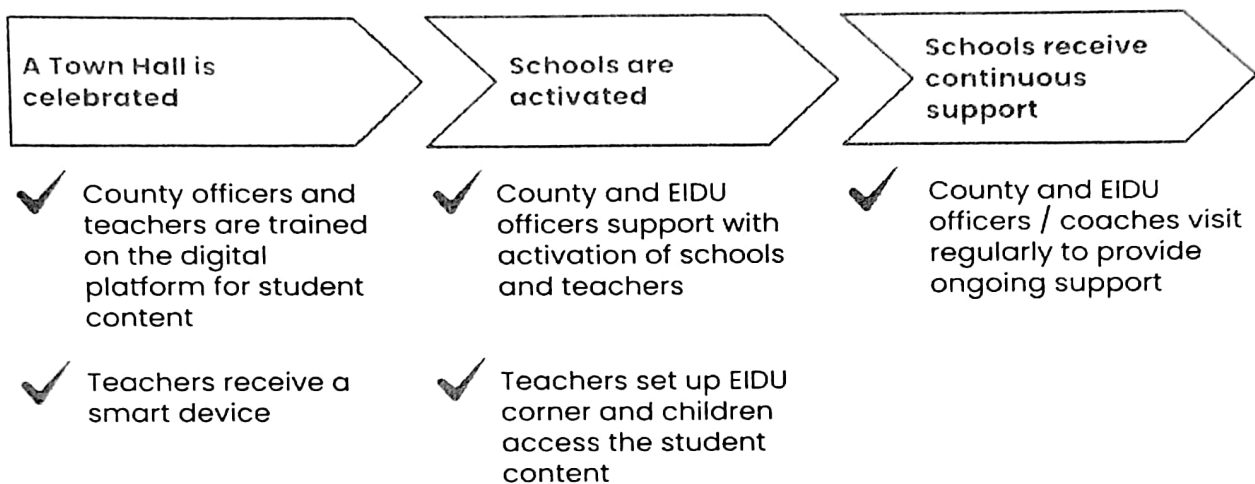 A Town Hall is
celebrated
County officers and
teachers are trained
on the digital
platform for student
content
Teachers receive a
smart device
Schools are
activated
County and EIDU
officers support with
activation of schools
and teachers
Teachers set up EIDU
corner and children
access the student
content
Schools receive
continuous
support
County and EIDU
officers / coaches visit
regularly to provide
ongoing support